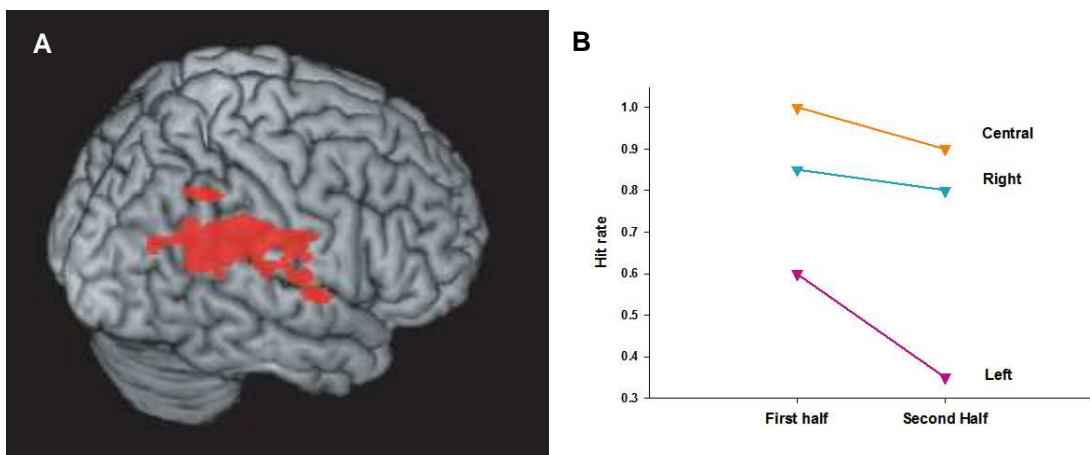 A
B
1.0
0.9
0.8
0.7
0.6
0.5
0.4
0.3
Hit rate
Central
Right
Left
First half
Second Half